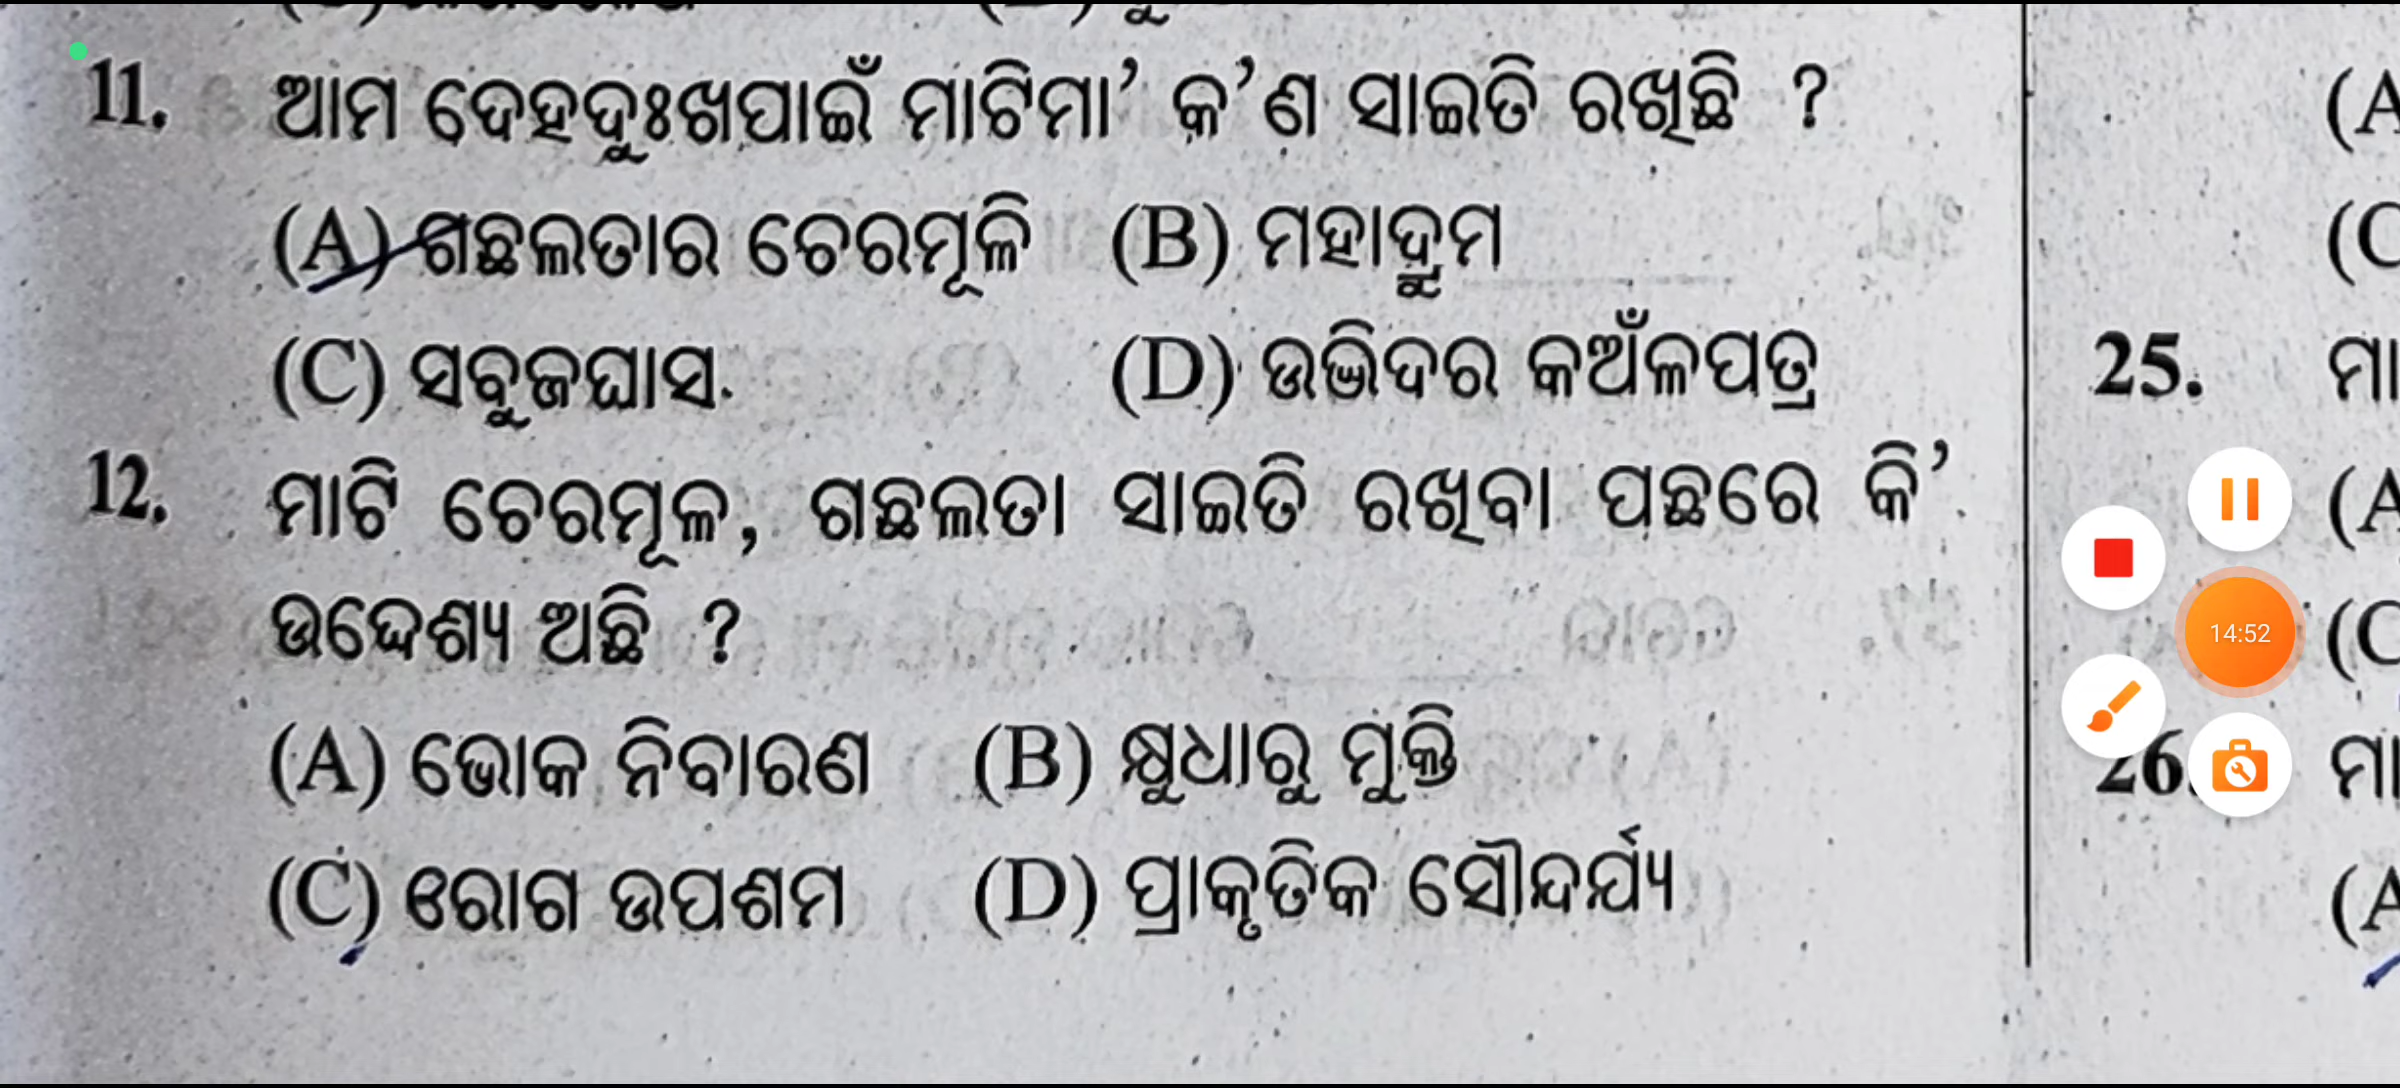 11. ଆମ ଦେହଦୁଃଖପାଇଁ ମାଟିମା’ କ’ଣ ସାଇତି ରଖିଛି ?
(A) ଗଛଲତାର ଚେରମୂଳି (B) ମହାଦ୍ରୁମ
(C) ସବୁଜଘାସ (D) ଉଦ୍ଭିଦର କଅଁଳପତ୍ର
12. ମାଟି ଚେରମୂଳ, ଗଛଲତା ସାଇତି ରଖିବା ପଛରେ କି’
ଉଦ୍ଦେଶ୍ୟ ଅଛି ?
(A) ଭୋକ ନିବାରଣ (B) କ୍ଷୁଧାରୁ ମୁକ୍ତି
(C) ରୋଗ ଉପଶମ (D) ପ୍ରାକୃତିକ ସୌନ୍ଦର୍ଯ୍ୟ
(A
(C
25. ମା
(A
(C
26. ମା
(A
14:52